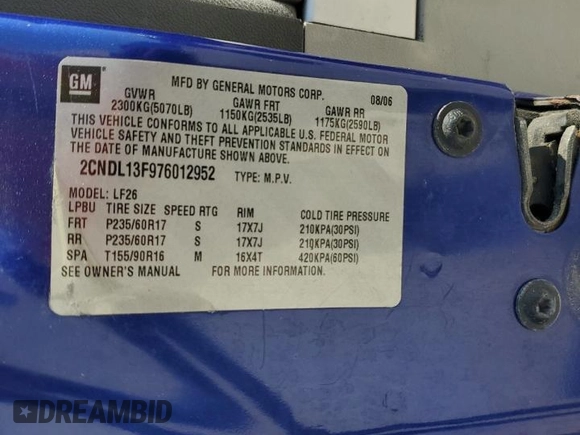 GM
MFD BY GENERAL MOTORS CORP. 08/06
GVWR GAWR FRT GAWR RR
2300KG(5070LB) 1150KG(2535LB) 1175KG(2590LB)
THIS VEHICLE CONFORMS TO ALL APPLICABLE U.S. FEDERAL MOTOR
VEHICLE SAFETY AND THEFT PREVENTION STANDARDS IN EFFECT ON
THE DATE OF MANUFACTURE SHOWN ABOVE.
2CNDL13F976012952 TYPE: M.P.V.
MODEL: LF26
LPBU TIRE SIZE SPEED RTG RIM COLD TIRE PRESSURE
FRT P235/60R17 S 17X7J 210KPA(30PSI)
RR P235/60R17 S 17X7J 210KPA(30PSI)
SPA T155/90R16 M 16X4T 420KPA(60PSI)
SEE OWNER'S MANUAL FOR MORE INFORMATION.
DREAMBID